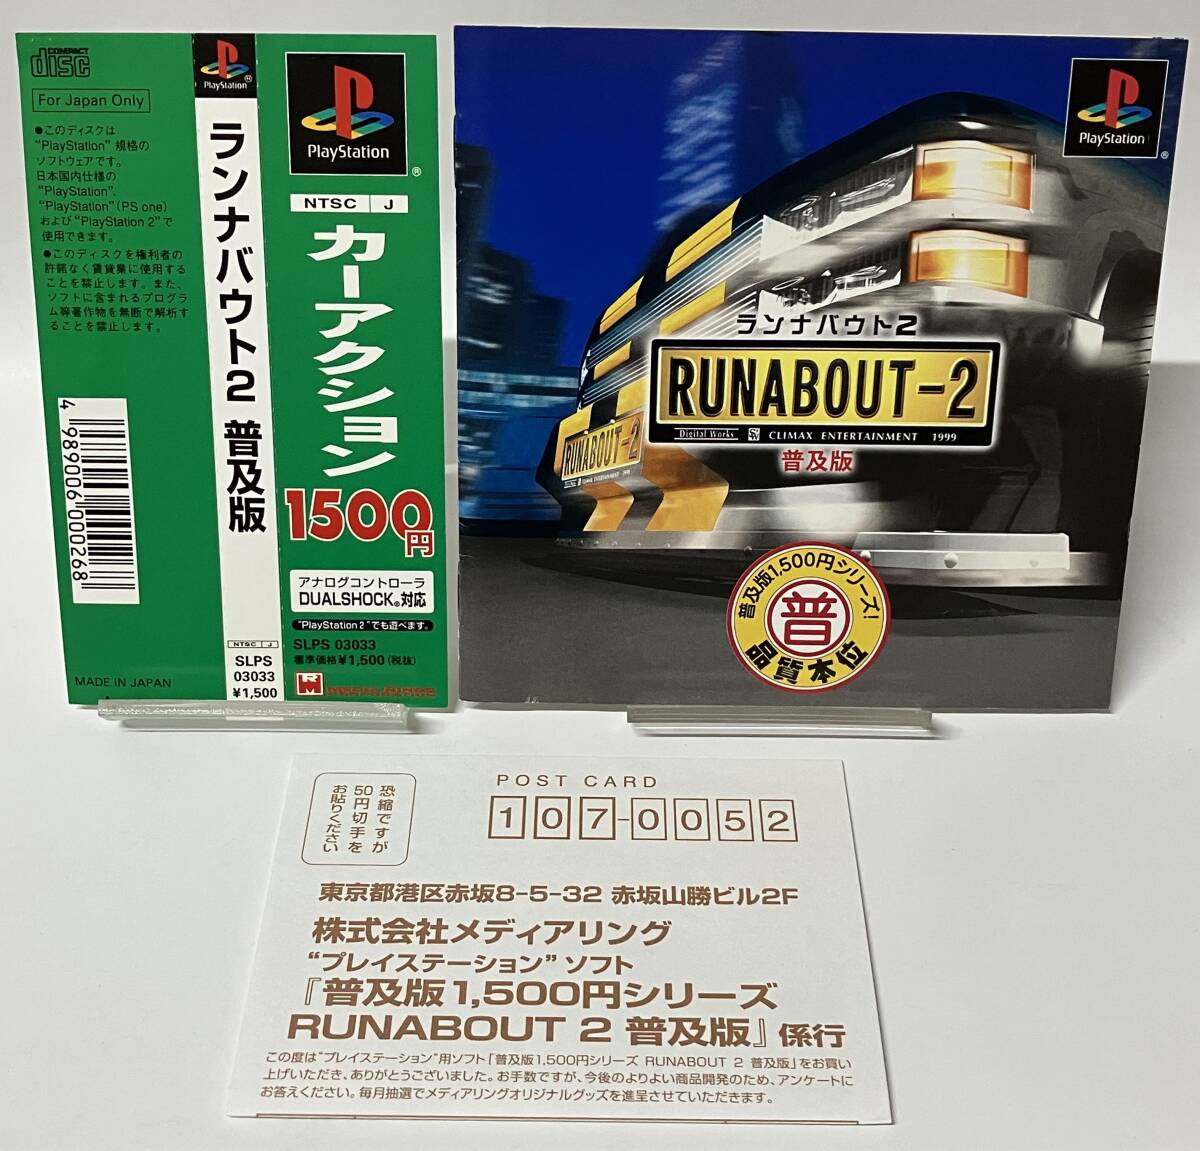 COMPACT
disc
For Japan Only
●このディスクは
"PlayStation" 規格の
ソフトウェアです。
日本国内仕様の
"PlayStation",
"PlayStation"(PS one)
および"PlayStation 2"で
使用できます。
●このディスクを権利者の
許諾なく賃貸業に使用する
ことを禁止します。また、
ソフトに含まれるプログラ
ム等著作物を無断で解析す
ることを禁止します。
4 989006 000268
MADE IN JAPAN
PlayStation
ランナバウト2 普及版
NTSC J
SLPS
03033
¥1,500
PlayStation
NTSC J
カーアクション
1500円
アナログコントローラ
DUALSHOCK®対応
"PlayStation 2"でも遊べます。
SLPS 03033
標準価格¥1,500(税抜)
RM
PlayStation
ランナバウト2
RUNABOUT-2
Digital Works CLIMAX ENTERTAINMENT 1999
普及版
RUNABOUT-2
普及版1,500円シリーズ!
普
品質本位
POST CARD
恐縮ですが
50円切手を
お貼りください
107-0052
東京都港区赤坂8-5-32 赤坂山勝ビル2F
株式会社メディアリング
"プレイステーション" ソフト
『普及版1,500円シリーズ
RUNABOUT 2 普及版』係行
この度は"プレイステーション"用ソフト「普及版1,500円シリーズ RUNABOUT 2 普及版」をお買い
上げいただき、ありがとうございました。お手数ですが、今後のよりよい商品開発のため、アンケートに
お答えください。毎月抽選でメディアリングオリジナルグッズを進呈させていただきます。